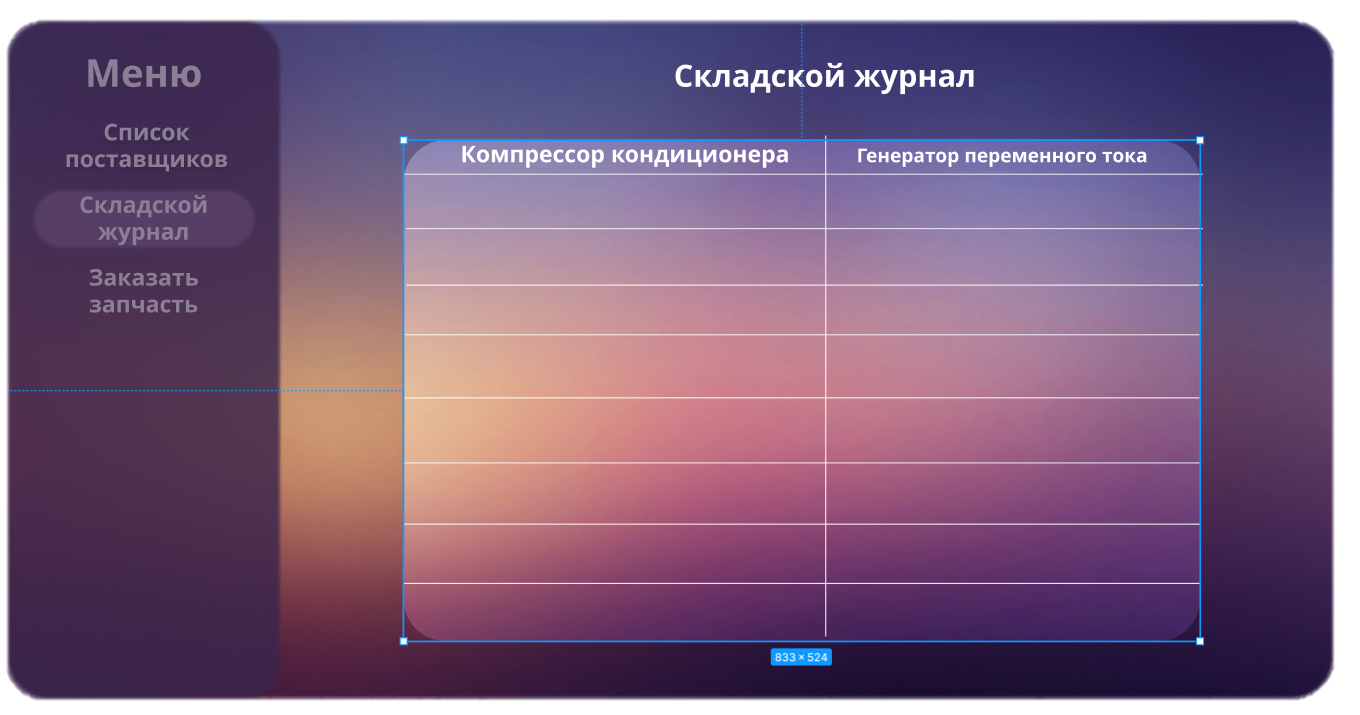 Меню
Список
поставщиков
Складской
журнал
Заказать
запчасть
Складской журнал
Компрессор кондиционера
Генератор переменного тока
833 × 524